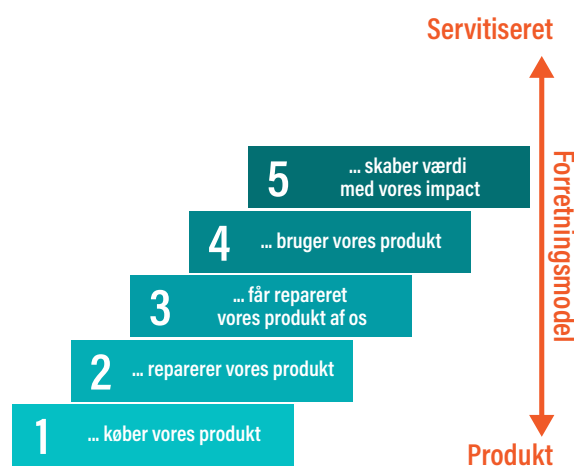 Servitiseret
5
... skaber værdi
med vores impact
4
... bruger vores produkt
3
... får repareret
vores produkt af os
2
... reparerer vores produkt
1
... køber vores produkt
Forretningsmodel
Produkt